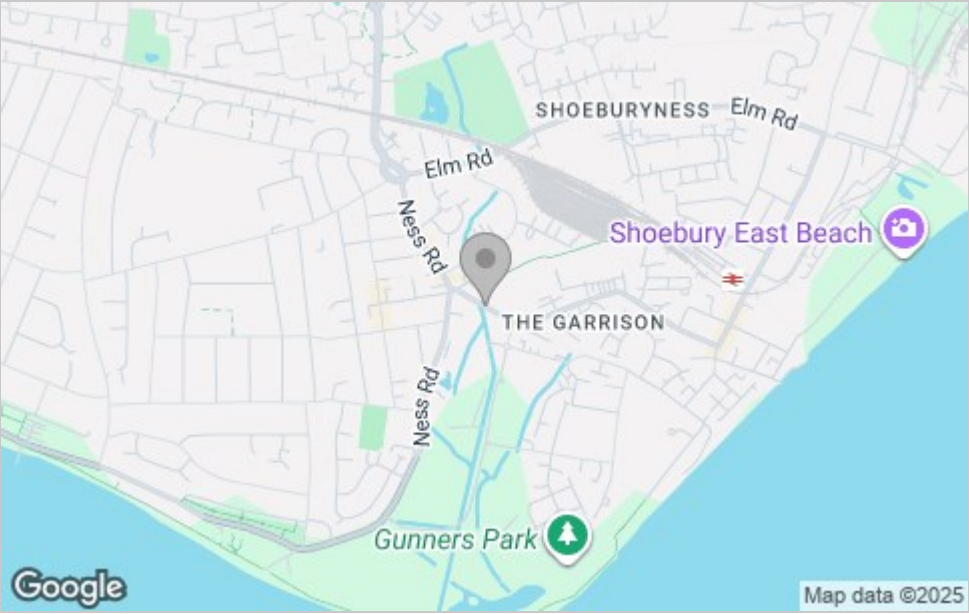 SHOEBURYNESS
Elm Rd
Elm Rd
Ness Rd
Shoebury East Beach
THE GARRISON
Ness Rd
Gunners Park
Google
Map data ©2025